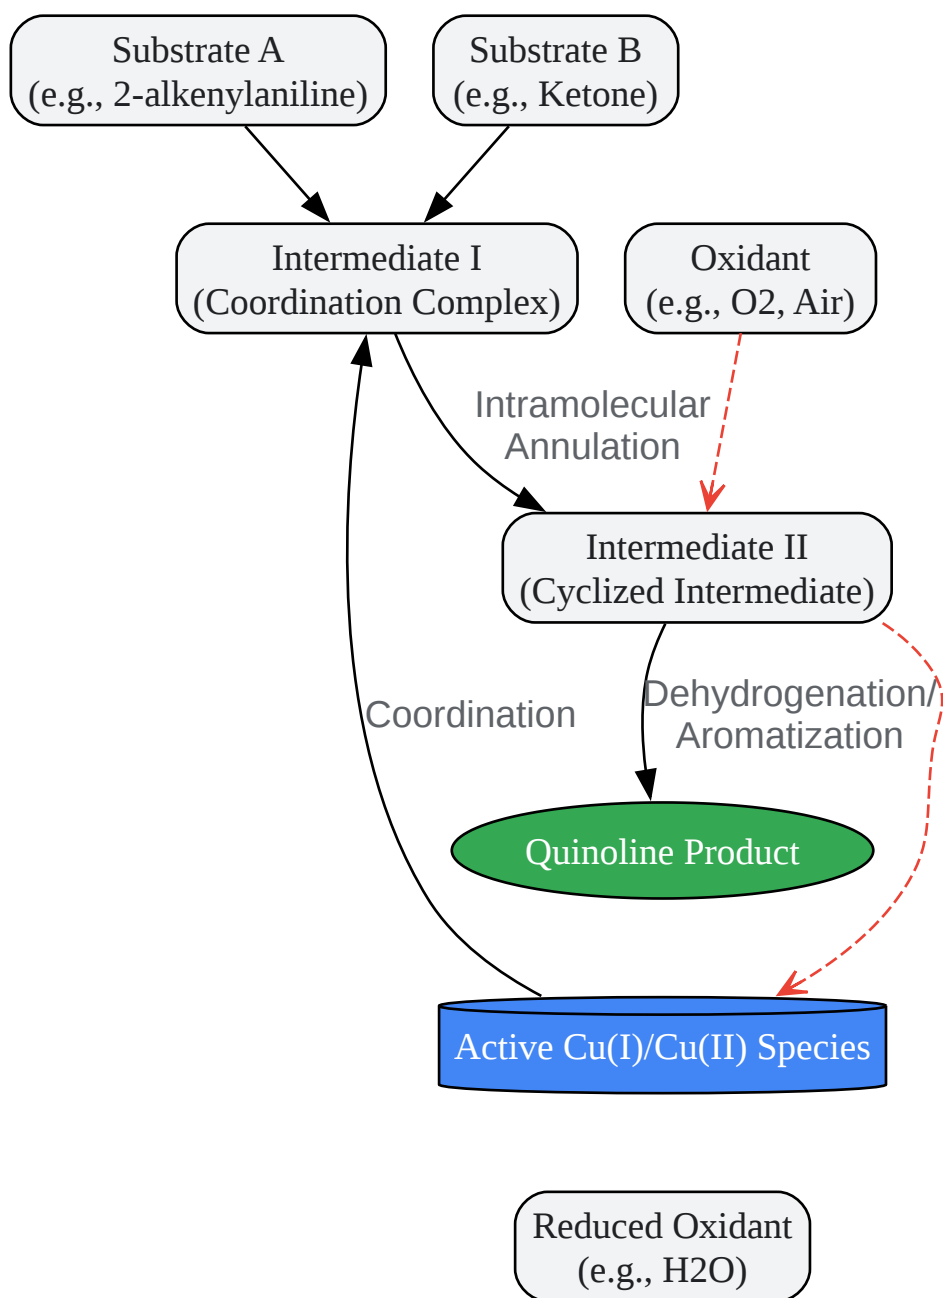 Substrate A
(e.g., 2-alkenylaniline)
Substrate B
(e.g., Ketone)
Intermediate I
(Coordination Complex)
Oxidant
(e.g., O2, Air)
Intramolecular
Annulation
Intermediate II
(Cyclized Intermediate)
Coordination
Dehydrogenation/
Aromatization
Quinoline Product
Active Cu(I)/Cu(II) Species
Reduced Oxidant
(e.g., H2O)